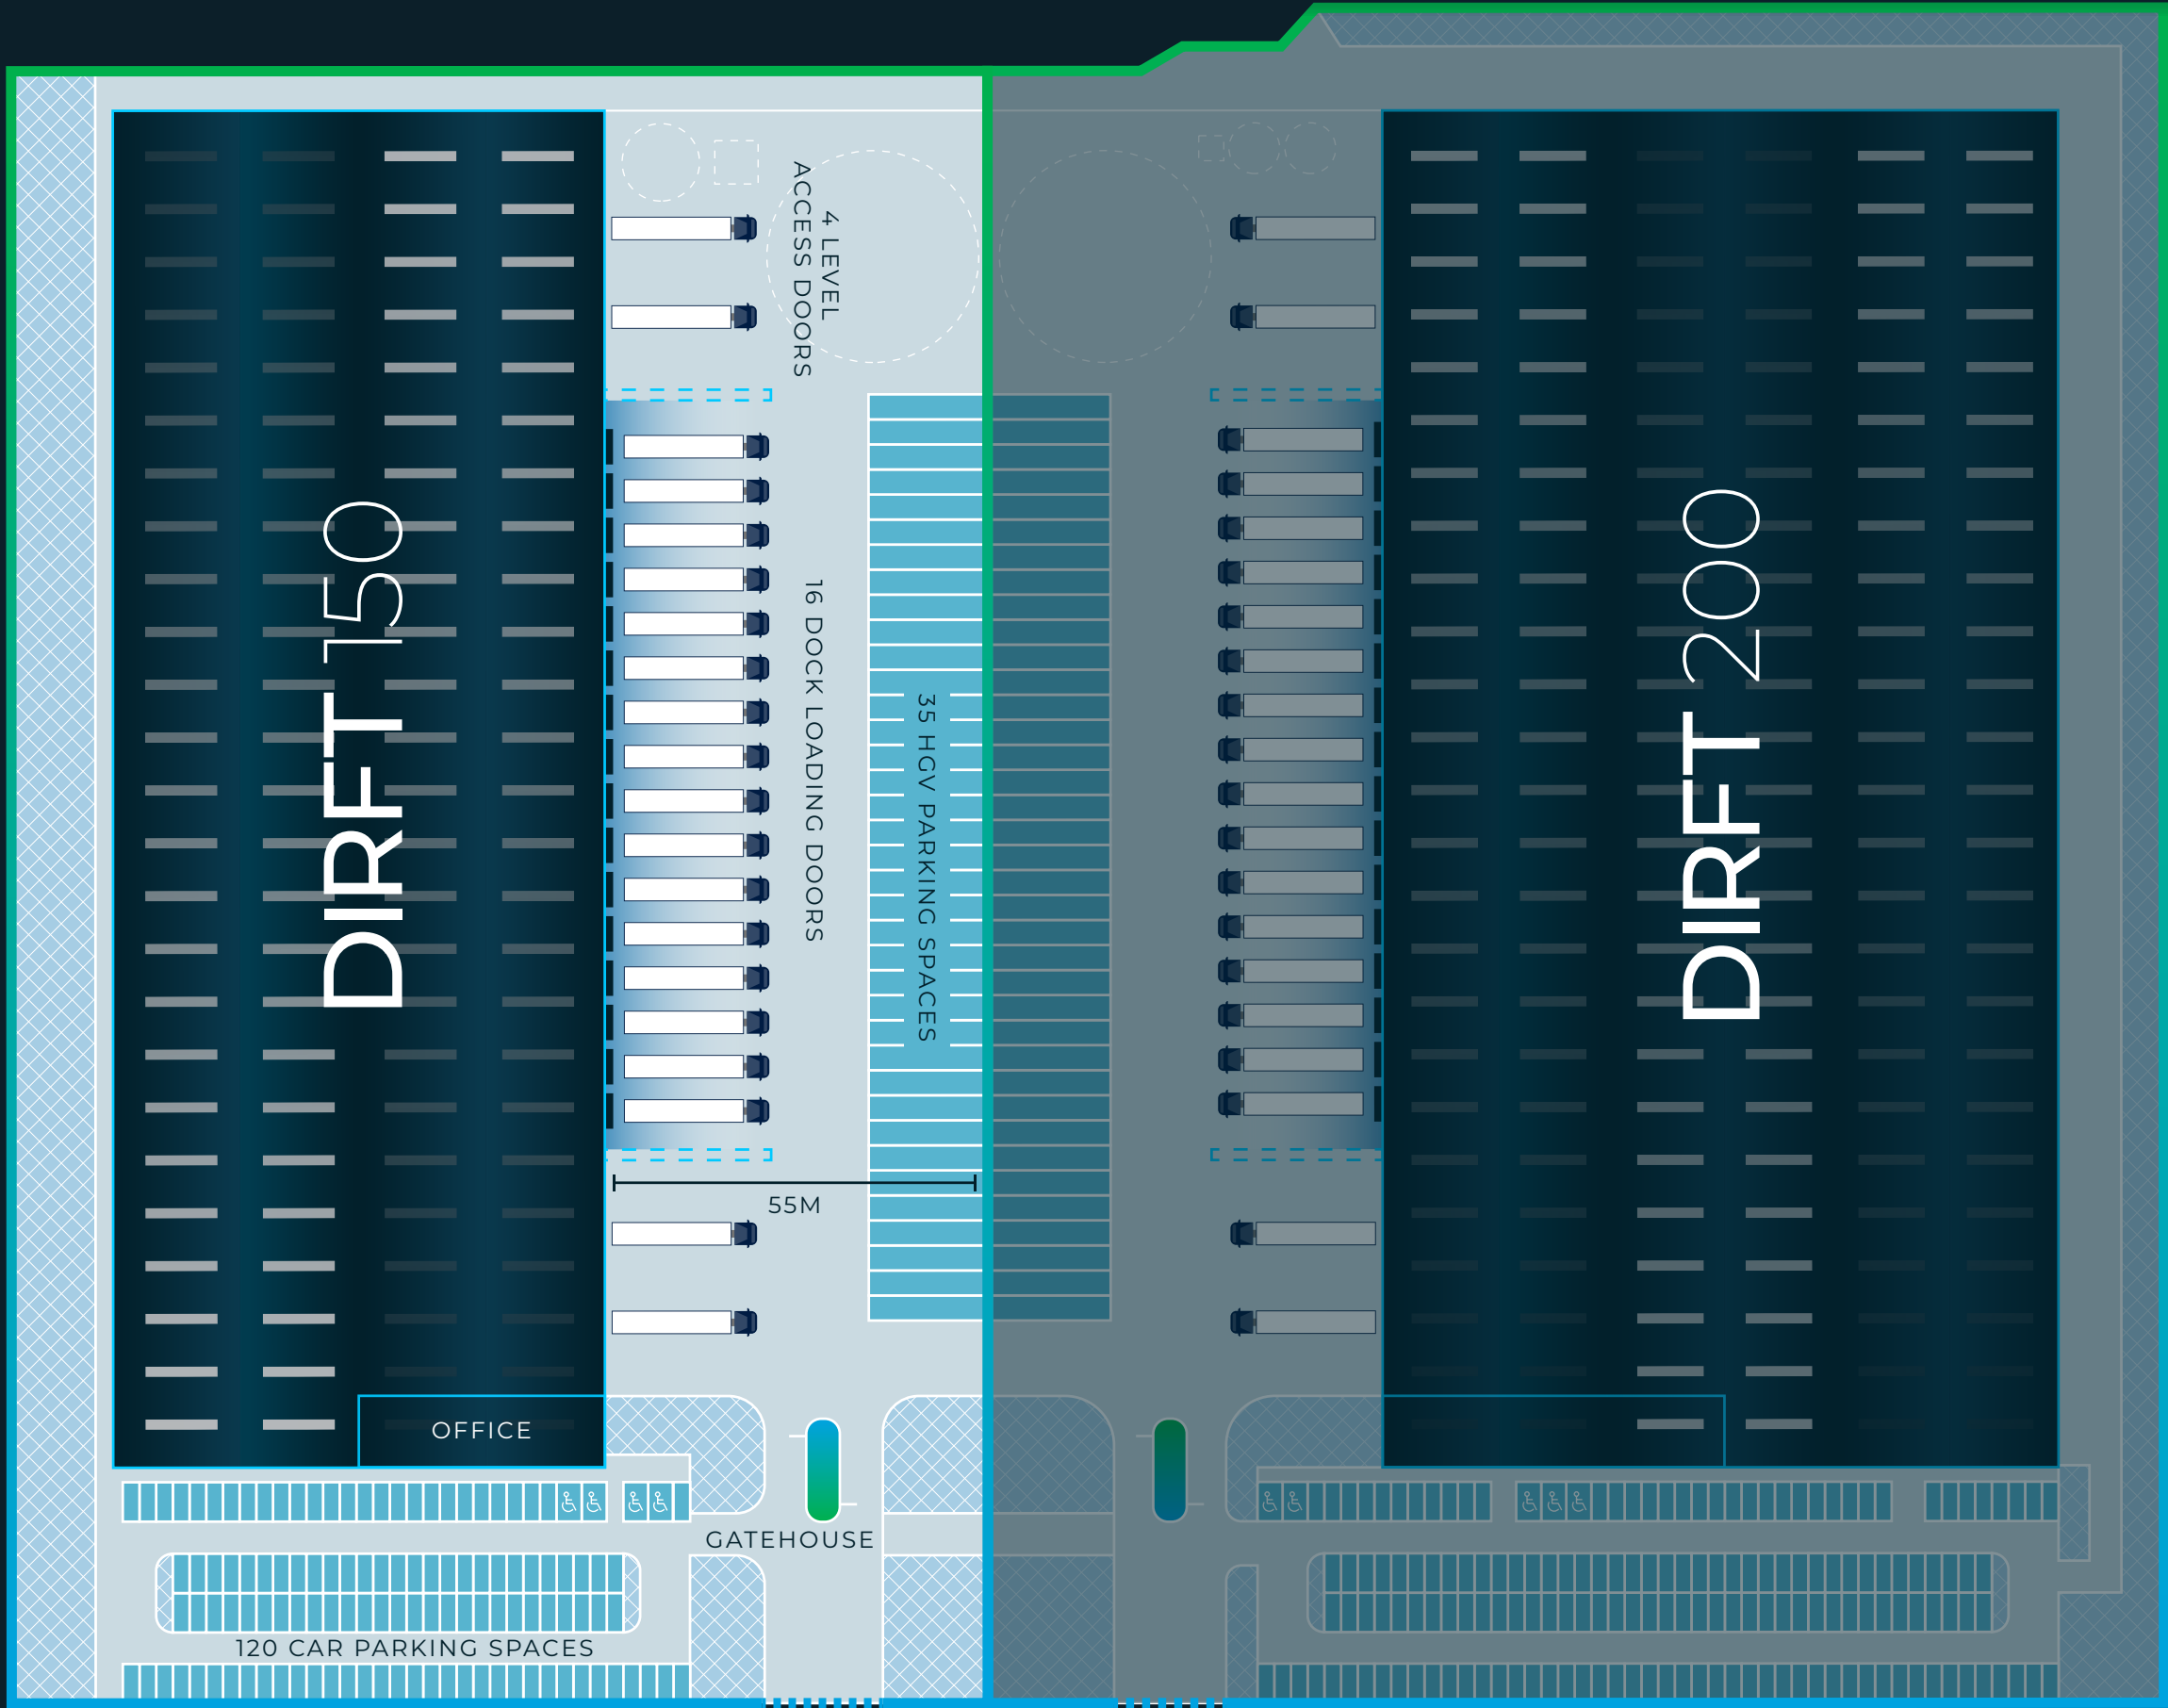 4 LEVEL
ACCESS DOORS
DIRFT 150
16 DOCK LOADING DOORS
35 HGV PARKING SPACES
DIRFT 200
55M
OFFICE
GATEHOUSE
120 CAR PARKING SPACES